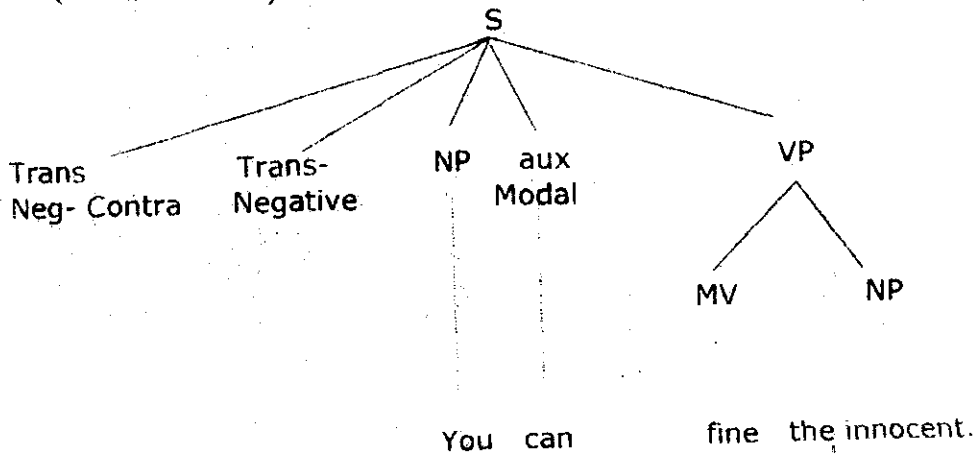 S
Trans Trans- NP aux VP
Neg- Contra Negative Modal
MV NP
You can fine the innocent.